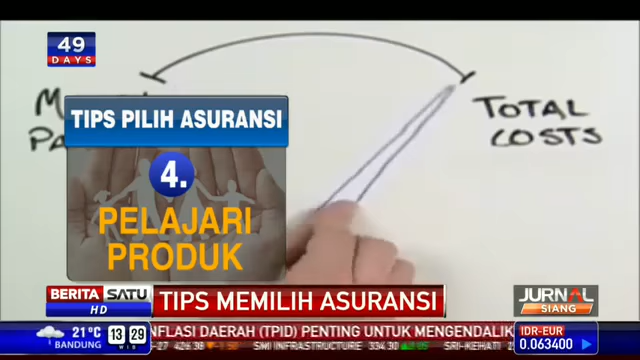 49
DAYS
TOTAL
COSTS
TIPS PILIH ASURANSI
4.
PELAJARI
PRODUK
BERITA SATU
HD
TIPS MEMILIH ASURANSI
JURNAL
SIANG
21°C
BANDUNG
13 29
WIB
NFLASI DAERAH (TPID) PENTING UNTUK MENGENDALIK
SMI INFRASTRUCTURE
IDR-EUR
0.063400